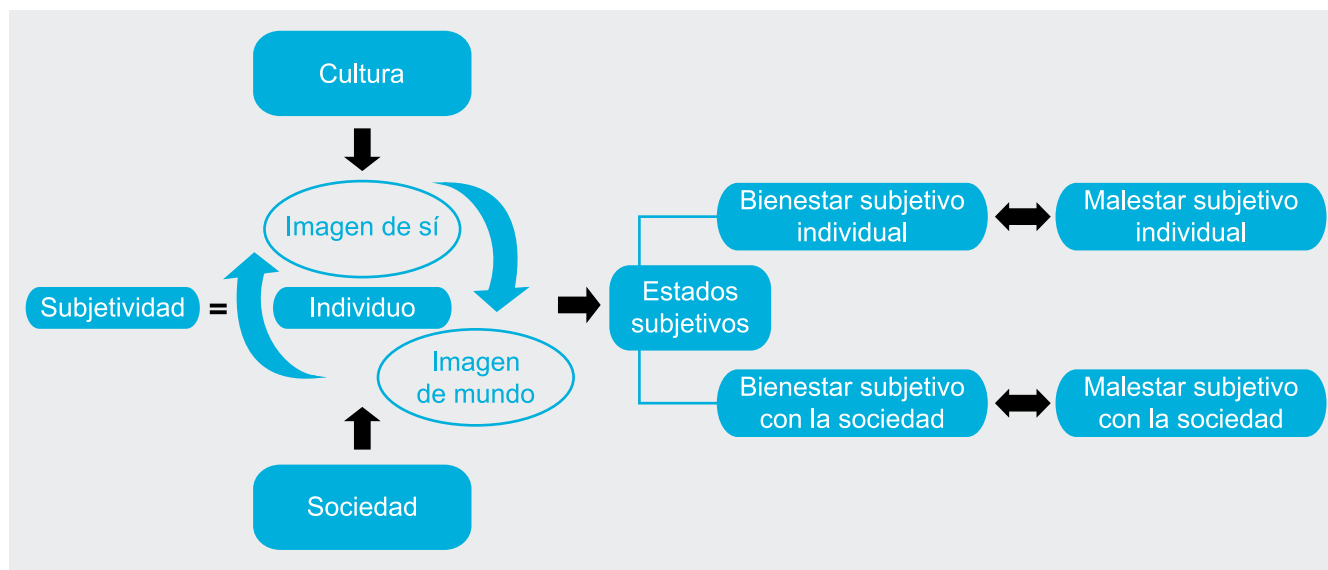 Cultura
Imagen de sí
Subjetividad
=
Individuo
Imagen
de mundo
Sociedad
Estados
subjetivos
Bienestar subjetivo
individual
Malestar subjetivo
individual
Bienestar subjetivo
con la sociedad
Malestar subjetivo
con la sociedad